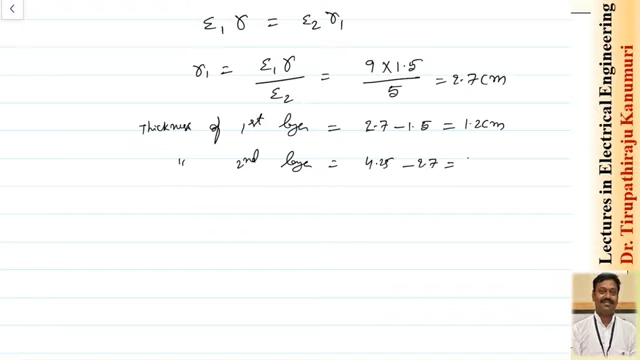 ε₁ r = ε₂ r₁
r₁ = ε₁ r / ε₂ = 9 × 1.5 / 5 = 2.7 cm
Thickness of 1st layer = 2.7 − 1.5 = 1.2 cm
" 2nd layer = 4.25 − 2.7 =
Lectures in Electrical Engineering
Dr. Tirupathiraju Kanumuri